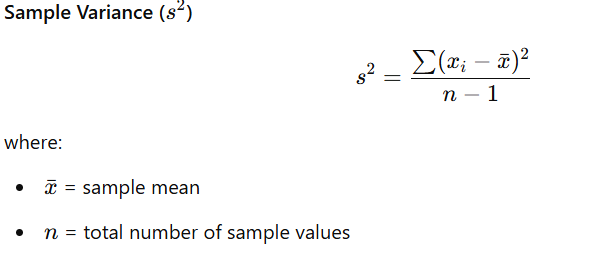 Sample Variance (s²)
s² = ∑(xᵢ − x̄)² / n − 1
where:
• x̄ = sample mean
• n = total number of sample values